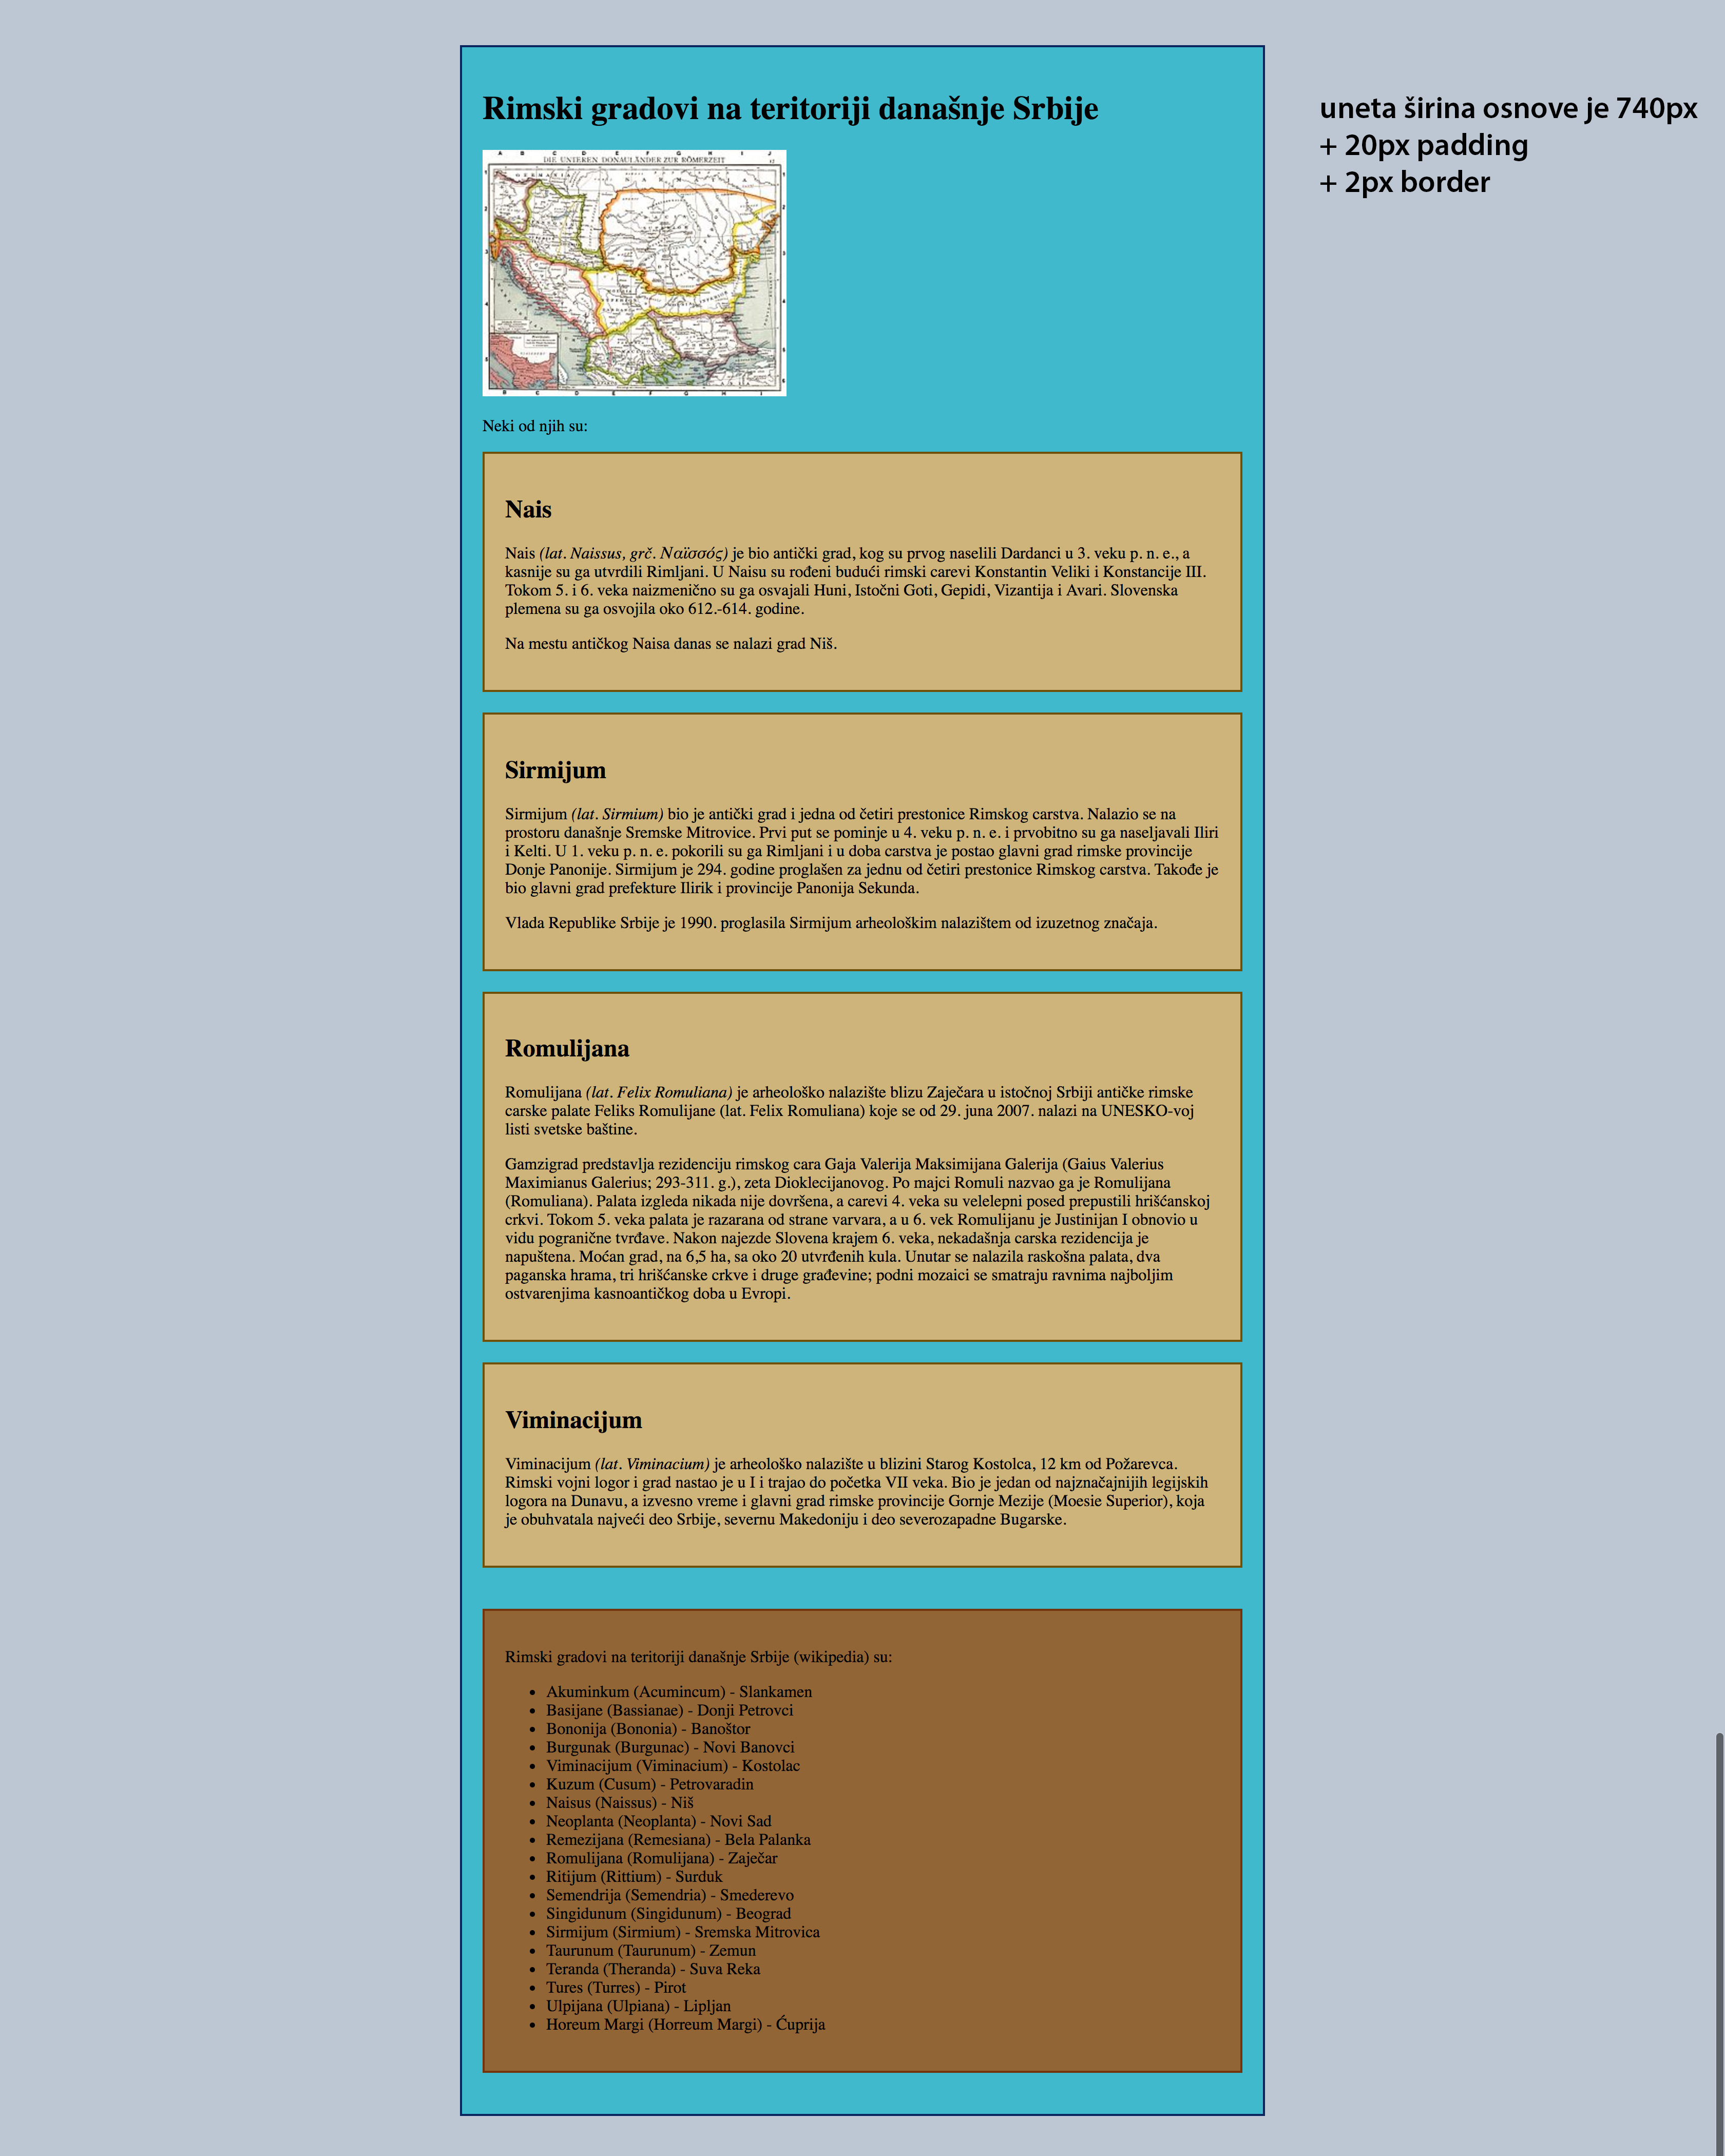 Rimski gradovi na teritoriji današnje Srbije
uneta širina osnove je 740px
+ 20px padding
+ 2px border
DIE UNTEREN DONAULÄNDER ZUR RÖMERZEIT
Neki od njih su:
Nais
Nais (lat. Naissus, grč. Ναϊσσός) je bio antički grad, kog su prvog naselili Dardanci u 3. veku p. n. e., a
kasnije su ga utvrdili Rimljani. U Naisu su rođeni budući rimski carevi Konstantin Veliki i Konstancije III.
Tokom 5. i 6. veka naizmenično su ga osvajali Huni, Istočni Goti, Gepidi, Vizantija i Avari. Slovenska
plemena su ga osvojila oko 612.-614. godine.
Na mestu antičkog Naisa danas se nalazi grad Niš.
Sirmijum
Sirmijum (lat. Sirmium) bio je antički grad i jedna od četiri prestonice Rimskog carstva. Nalazio se na
prostoru današnje Sremske Mitrovice. Prvi put se pominje u 4. veku p. n. e. i prvobitno su ga naseljavali Iliri
i Kelti. U 1. veku p. n. e. pokorili su ga Rimljani i u doba carstva je postao glavni grad rimske provincije
Donje Panonije. Sirmijum je 294. godine proglašen za jednu od četiri prestonice Rimskog carstva. Takođe je
bio glavni grad prefekture Ilirik i provincije Panonija Sekunda.
Vlada Republike Srbije je 1990. proglasila Sirmijum arheološkim nalazištem od izuzetnog značaja.
Romulijana
Romulijana (lat. Felix Romuliana) je arheološko nalazište blizu Zaječara u istočnoj Srbiji antičke rimske
carske palate Feliks Romulijane (lat. Felix Romuliana) koje se od 29. juna 2007. nalazi na UNESKO-voj
listi svetske baštine.
Gamzigrad predstavlja rezidenciju rimskog cara Gaja Valerija Maksimijana Galerija (Gaius Valerius
Maximianus Galerius; 293-311. g.), zeta Dioklecijanovog. Po majci Romuli nazvao ga je Romulijana
(Romuliana). Palata izgleda nikada nije dovršena, a carevi 4. veka su velelepni posed prepustili hrišćanskoj
crkvi. Tokom 5. veka palata je razarana od strane varvara, a u 6. vek Romulijanu je Justinijan I obnovio u
vidu pogranične tvrđave. Nakon najezde Slovena krajem 6. veka, nekadašnja carska rezidencija je
napuštena. Moćan grad, na 6,5 ha, sa oko 20 utvrđenih kula. Unutar se nalazila raskošna palata, dva
paganska hrama, tri hrišćanske crkve i druge građevine; podni mozaici se smatraju ravnima najboljim
ostvarenjima kasnoantičkog doba u Evropi.
Viminacijum
Viminacijum (lat. Viminacium) je arheološko nalazište u blizini Starog Kostolca, 12 km od Požarevca.
Rimski vojni logor i grad nastao je u I i trajao do početka VII veka. Bio je jedan od najznačajnijih legijskih
logora na Dunavu, a izvesno vreme i glavni grad rimske provincije Gornje Mezije (Moesie Superior), koja
je obuhvatala najveći deo Srbije, severnu Makedoniju i deo severozapadne Bugarske.
Rimski gradovi na teritoriji današnje Srbije (wikipedia) su:
• Akuminkum (Acumincum) - Slankamen
• Basijane (Bassianae) - Donji Petrovci
• Bononija (Bononia) - Banoštor
• Burgunak (Burgunac) - Novi Banovci
• Viminacijum (Viminacium) - Kostolac
• Kuzum (Cusum) - Petrovaradin
• Naisus (Naissus) - Niš
• Neoplanta (Neoplanta) - Novi Sad
• Remezijana (Remesiana) - Bela Palanka
• Romulijana (Romulijana) - Zaječar
• Ritijum (Rittium) - Surduk
• Semendrija (Semendria) - Smederevo
• Singidunum (Singidunum) - Beograd
• Sirmijum (Sirmium) - Sremska Mitrovica
• Taurunum (Taurunum) - Zemun
• Teranda (Theranda) - Suva Reka
• Tures (Turres) - Pirot
• Ulpijana (Ulpiana) - Lipljan
• Horeum Margi (Horreum Margi) - Ćuprija